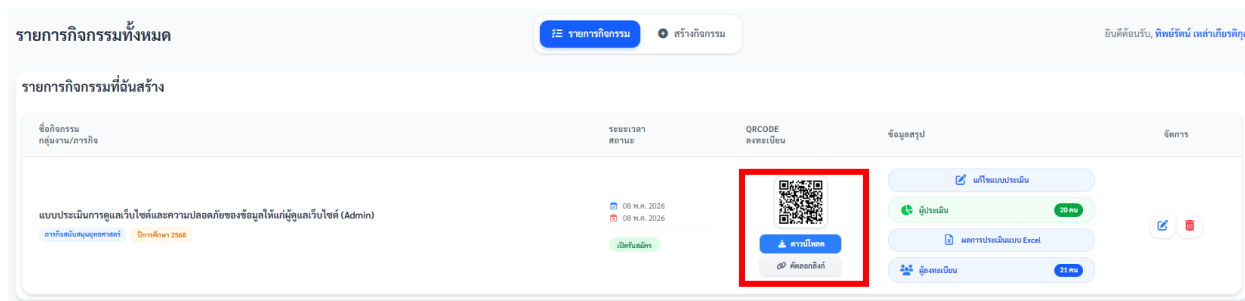 รายการกิจกรรมทั้งหมด
รายการกิจกรรม
สร้างกิจกรรม
ยินดีต้อนรับ, ทิพย์รัตน์ เหล่าเกียรติกุ
รายการกิจกรรมที่ฉันสร้าง
ชื่อกิจกรรม
กลุ่มงาน/ภารกิจ
ระยะเวลา
สถานะ
QRCODE
ลงทะเบียน
ข้อมูลสรุป
จัดการ
แบบประเมินการดูแลเว็บไซต์และความปลอดภัยของข้อมูลให้แก่ผู้ดูแลเว็บไซต์ (Admin)
ภารกิจสนับสนุนยุทธศาสตร์
ปีการศึกษา 2568
08 พ.ค. 2026
08 พ.ค. 2026
เปิดรับสมัคร
ดาวน์โหลด
คัดลอกลิงก์
แก้ไขแบบประเมิน
ผู้ประเมิน
20 คน
ผลการประเมินแบบ Excel
ผู้ลงทะเบียน
21 คน